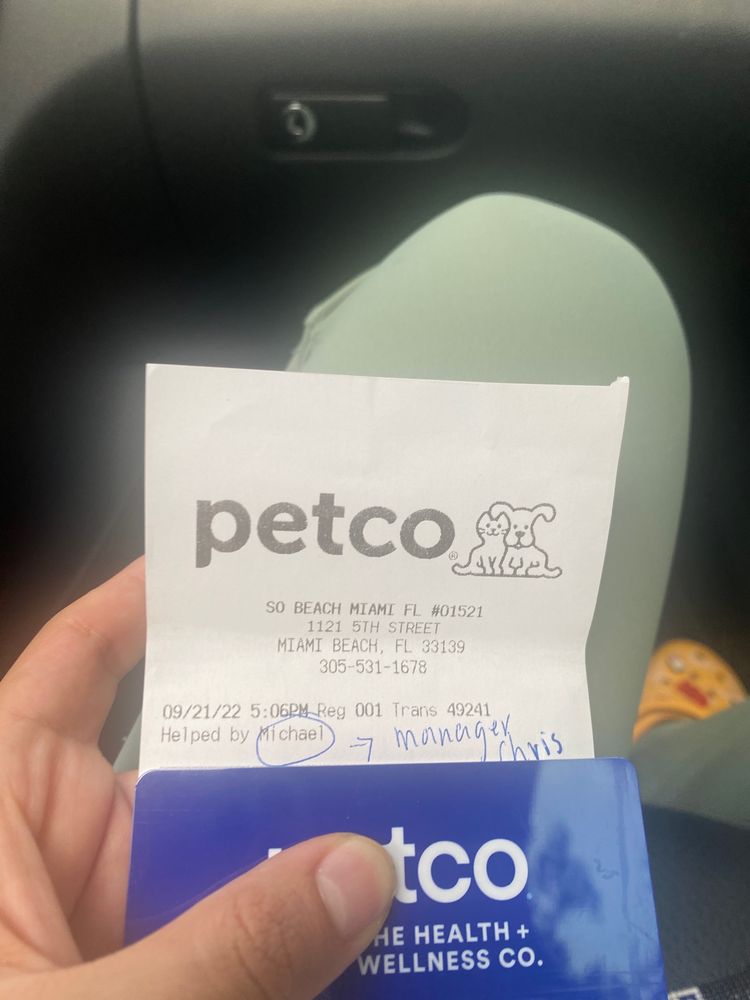 petco®
SO BEACH MIAMI FL #01521
1121 5TH STREET
MIAMI BEACH, FL 33139
305-531-1678
09/21/22 5:06PM Reg 001 Trans 49241
Helped by Michael → manager
chris
tco
HE HEALTH +
WELLNESS CO.